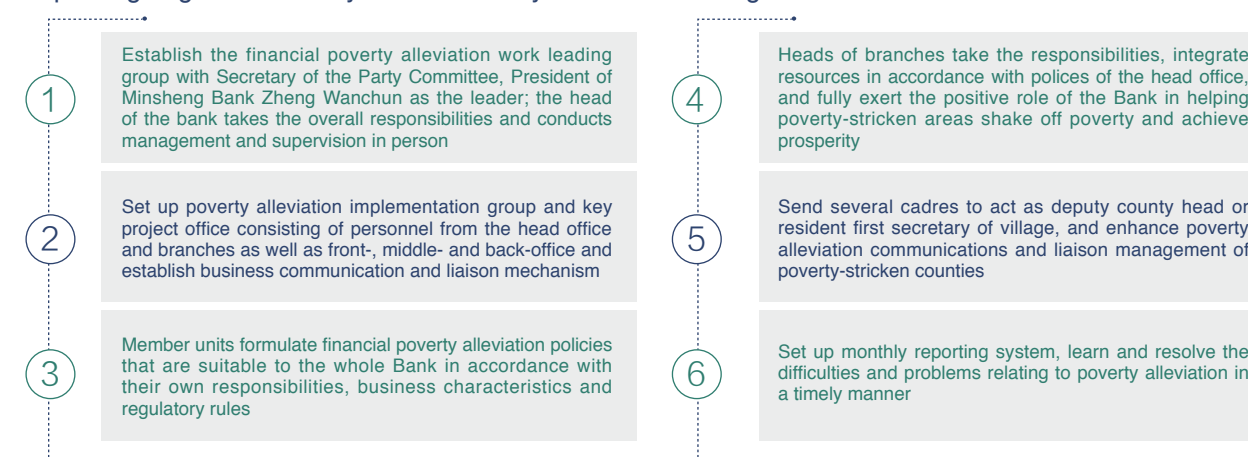 1
Establish the financial poverty alleviation work leading
group with Secretary of the Party Committee, President of
Minsheng Bank Zheng Wanchun as the leader; the head
of the bank takes the overall responsibilities and conducts
management and supervision in person
2
Set up poverty alleviation implementation group and key
project office consisting of personnel from the head office
and branches as well as front-, middle- and back-office and
establish business communication and liaison mechanism
3
Member units formulate financial poverty alleviation policies
that are suitable to the whole Bank in accordance with
their own responsibilities, business characteristics and
regulatory rules
4
Heads of branches take the responsibilities, integrate
resources in accordance with polices of the head office,
and fully exert the positive role of the Bank in helping
poverty-stricken areas shake off poverty and achieve
prosperity
5
Send several cadres to act as deputy county head or
resident first secretary of village, and enhance poverty
alleviation communications and liaison management of
poverty-stricken counties
6
Set up monthly reporting system, learn and resolve the
difficulties and problems relating to poverty alleviation in
a timely manner